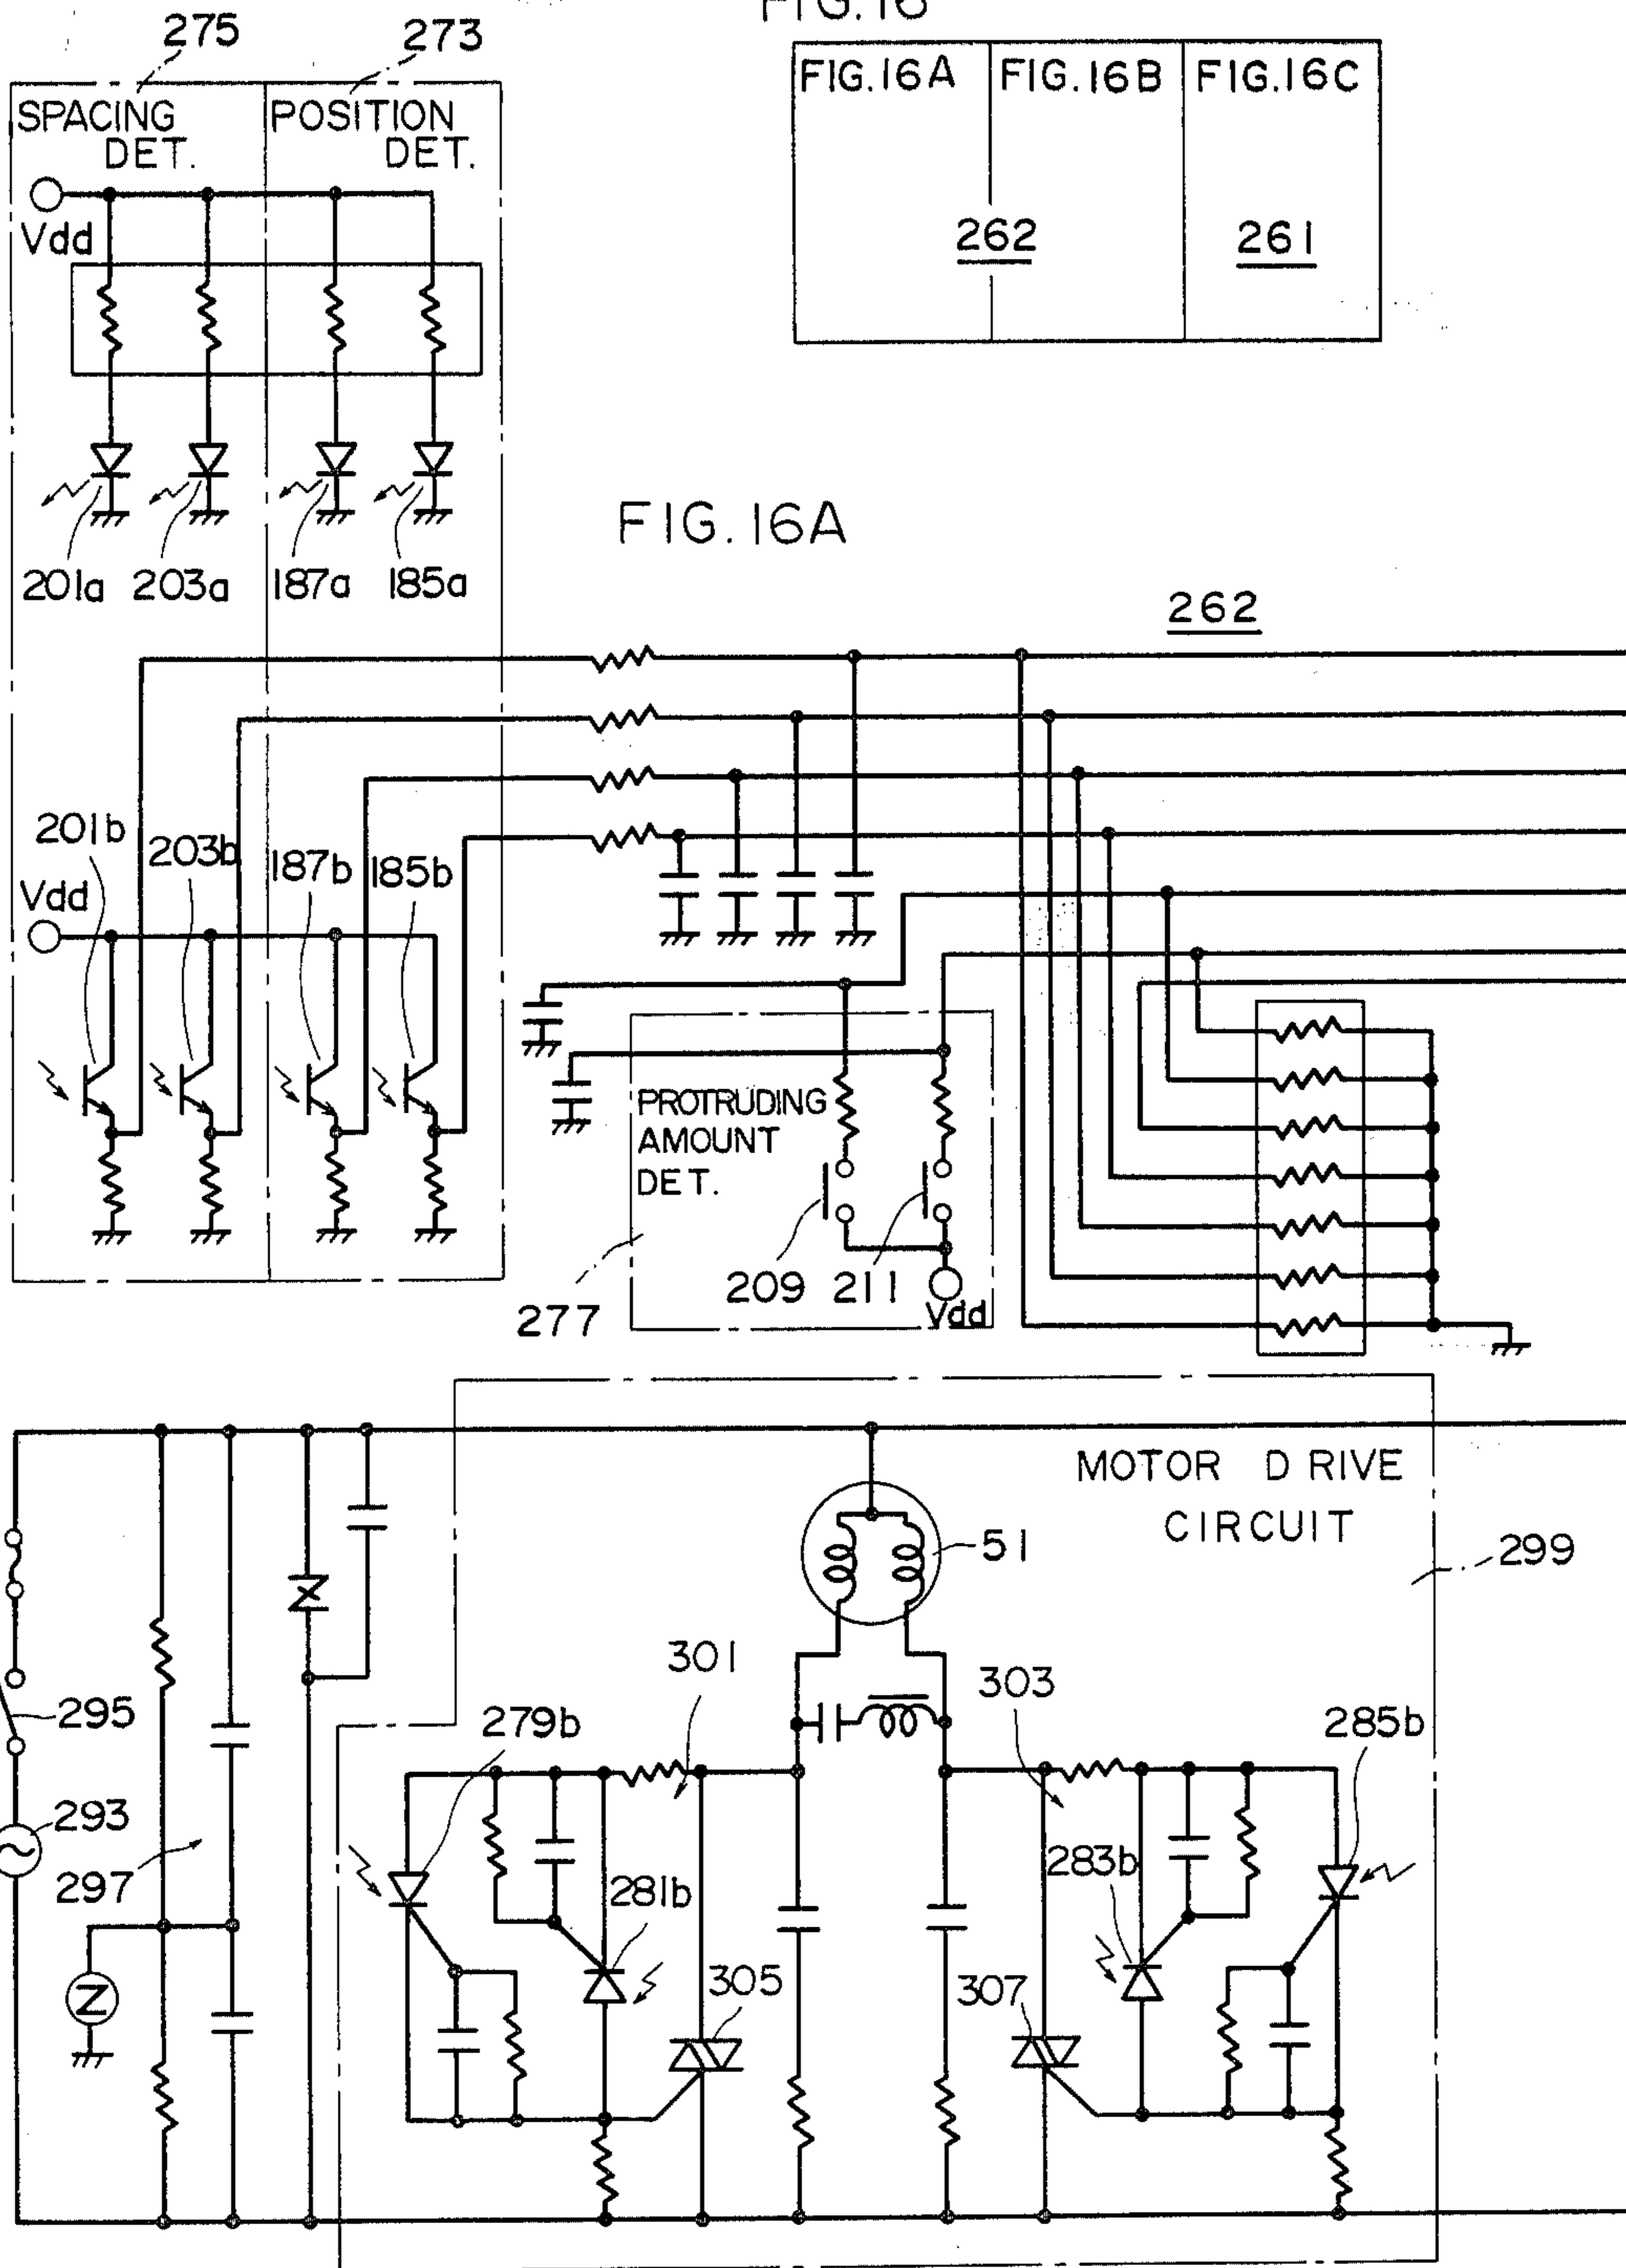 FIG.16
275
273
FIG.16A
FIG.16B
FIG.16C
SPACING
DET.
POSITION
DET.
Vdd
262
261
FIG.16A
201a
203a
187a
185a
262
201b
203b
187b
185b
Vdd
PROTRUDING
AMOUNT
DET.
209
211
Vdd
277
MOTOR DRIVE
CIRCUIT
51
299
301
303
295
279b
285b
293
297
281b
283b
Z
305
307